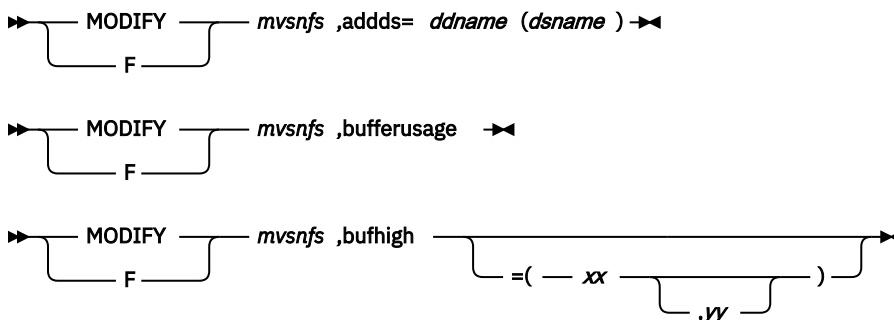 MODIFY mvsnfs ,addds= ddname (dsname )
F
MODIFY mvsnfs ,bufferusage
F
MODIFY mvsnfs ,bufhigh
F =( xx )
,yy